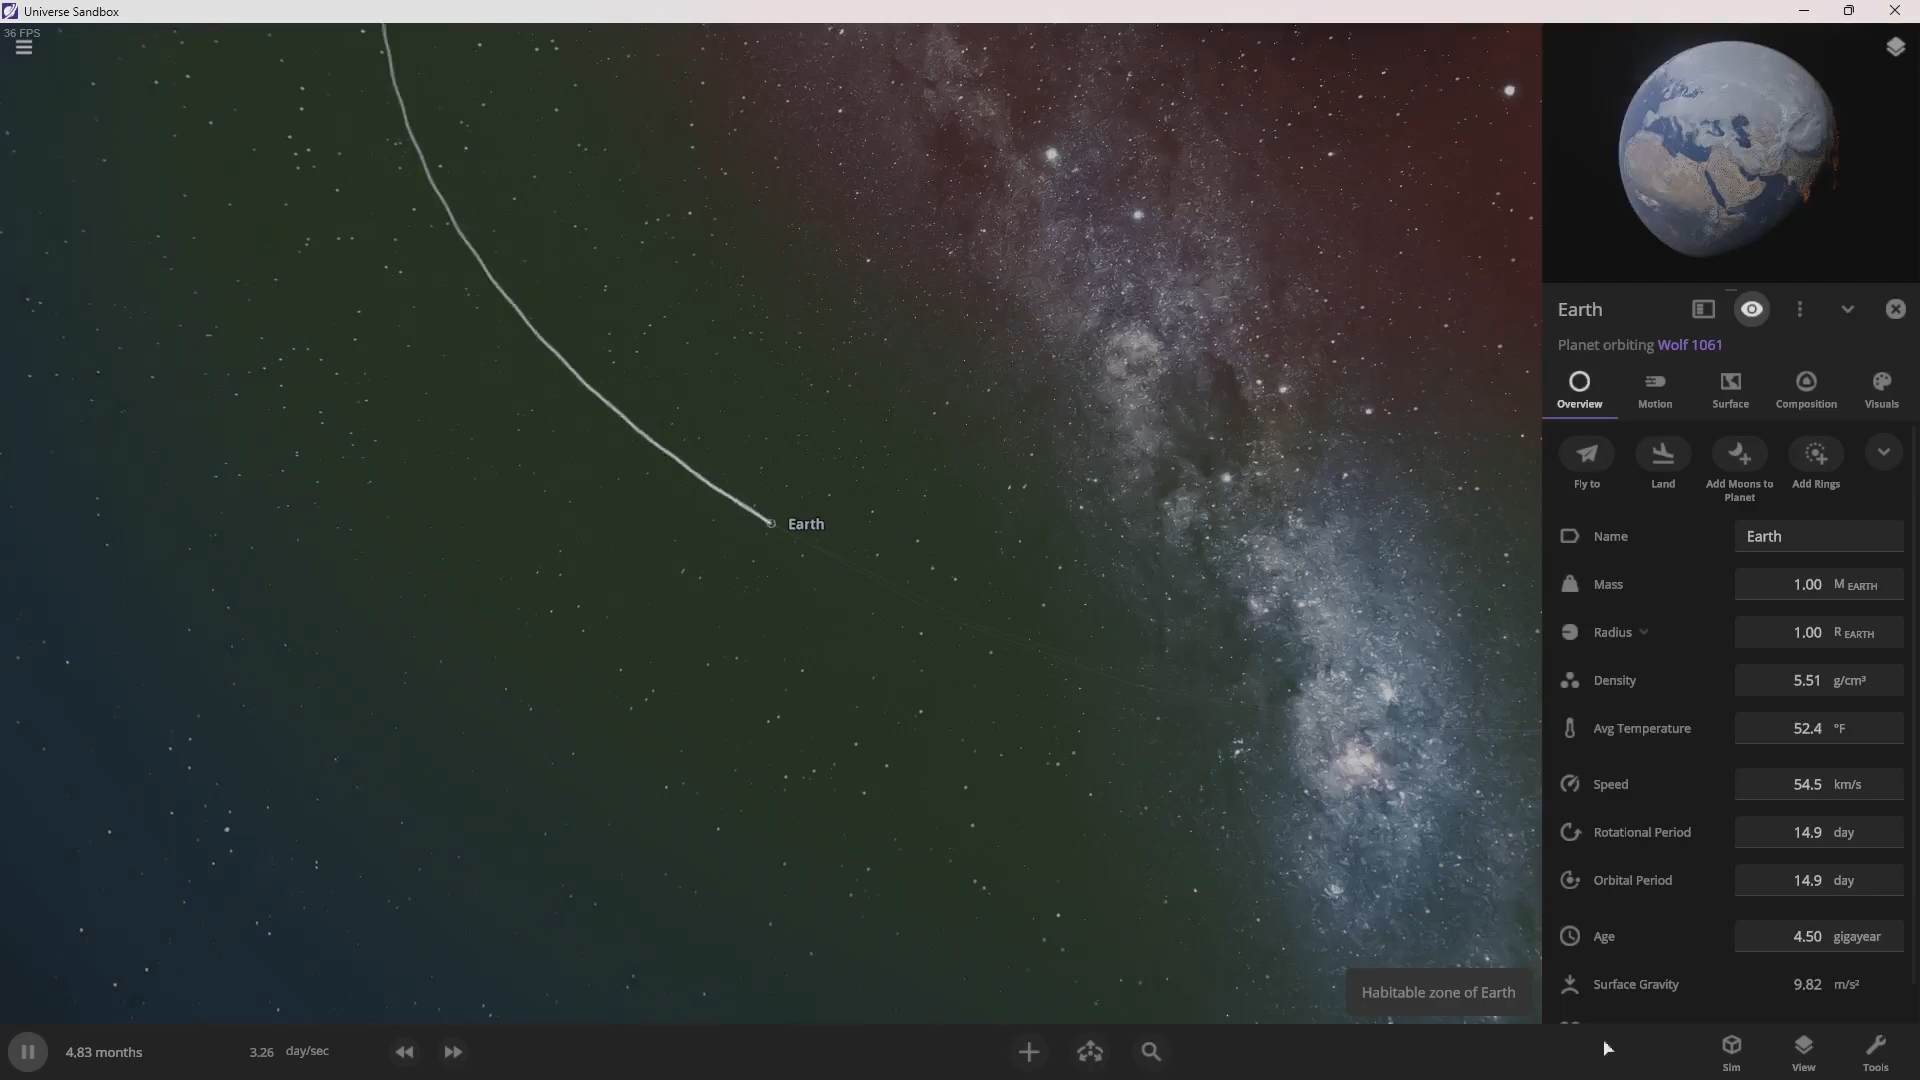 Universe Sandbox
36 FPS
Earth
Planet orbiting Wolf 1061
Overview Motion Surface Composition Visuals
Fly to Land Add Moons to Planet Add Rings
Name Earth
Mass 1.00 M EARTH
Radius 1.00 R EARTH
Density 5.51 g/cm³
Avg Temperature 52.4 °F
Speed 54.5 km/s
Rotational Period 14.9 day
Orbital Period 14.9 day
Age 4.50 gigayear
Surface Gravity 9.82 m/s²
Earth
Habitable zone of Earth
4.83 months 3.26 day/sec
Sim View Tools